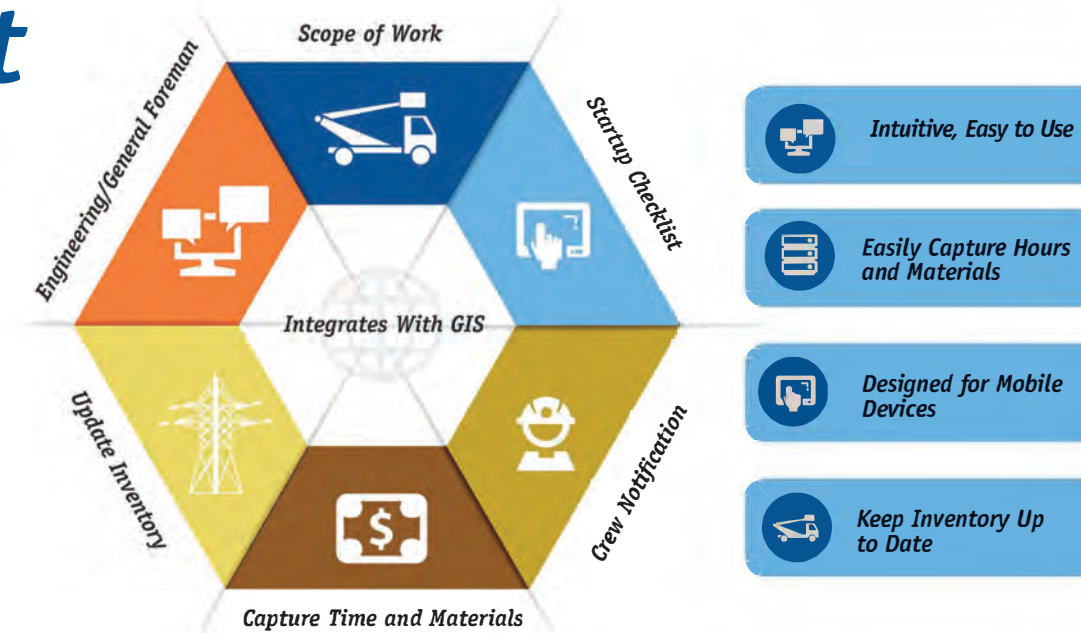 t
Scope of Work
Engineering/General Foreman
Startup Checklist
Integrates With GIS
Update Inventory
Crew Notification
$
Capture Time and Materials
Intuitive, Easy to Use
Easily Capture Hours
and Materials
Designed for Mobile
Devices
Keep Inventory Up
to Date